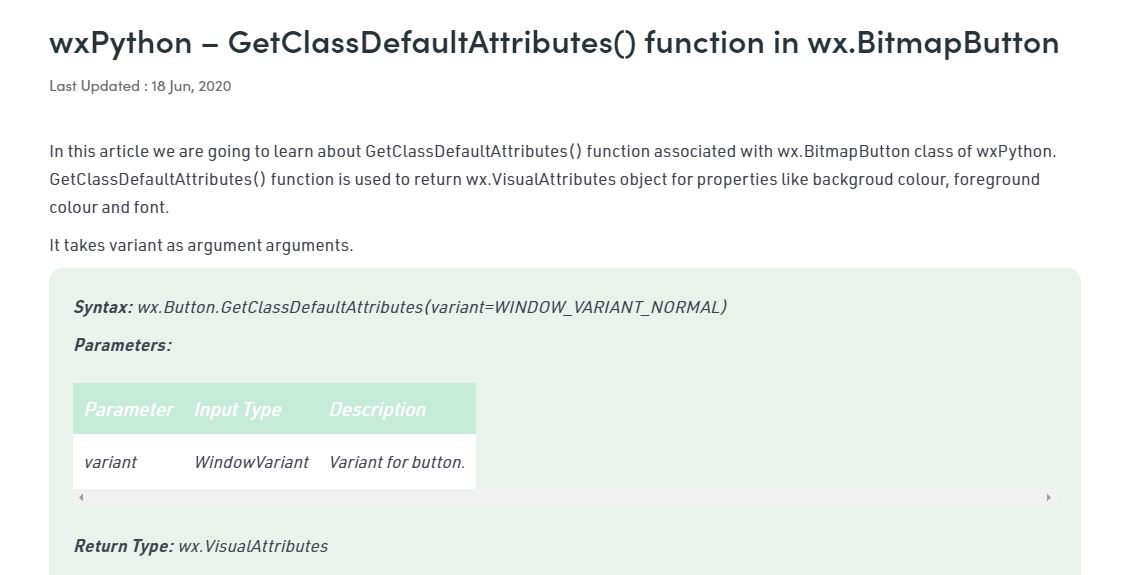 wxPython – GetClassDefaultAttributes() function in wx.BitmapButton
Last Updated : 18 Jun, 2020
In this article we are going to learn about GetClassDefaultAttributes() function associated with wx.BitmapButton class of wxPython.
GetClassDefaultAttributes() function is used to return wx.VisualAttributes object for properties like backgroud colour, foreground
colour and font.
It takes variant as argument arguments.
Syntax: wx.Button.GetClassDefaultAttributes(variant=WINDOW_VARIANT_NORMAL)
Parameters:
Parameter Input Type Description
variant WindowVariant Variant for button.
Return Type: wx.VisualAttributes